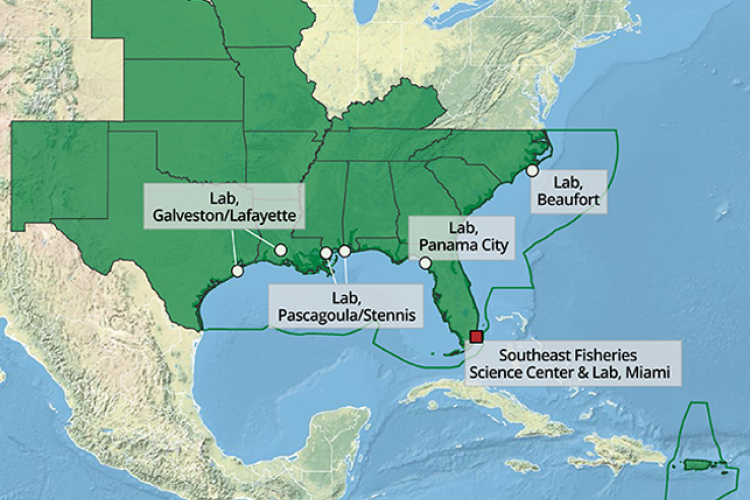 Lab,
Galveston/Lafayette
Lab,
Beaufort
Lab,
Panama City
Lab,
Pascagoula/Stennis
Southeast Fisheries
Science Center & Lab, Miami